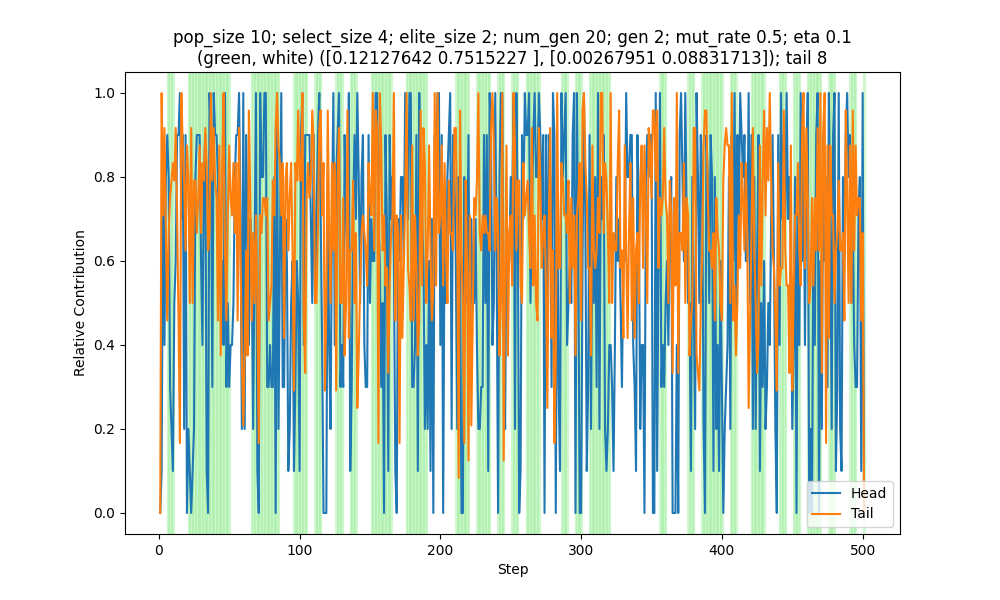 pop_size 10; select_size 4; elite_size 2; num_gen 20; gen 2; mut_rate 0.5; eta 0.1
(green, white) ([0.12127642 0.7515227 ], [0.00267951 0.08831713]); tail 8
Relative Contribution
1.0
0.8
0.6
0.4
0.2
0.0
Head
Tail
0 100 200 300 400 500
Step